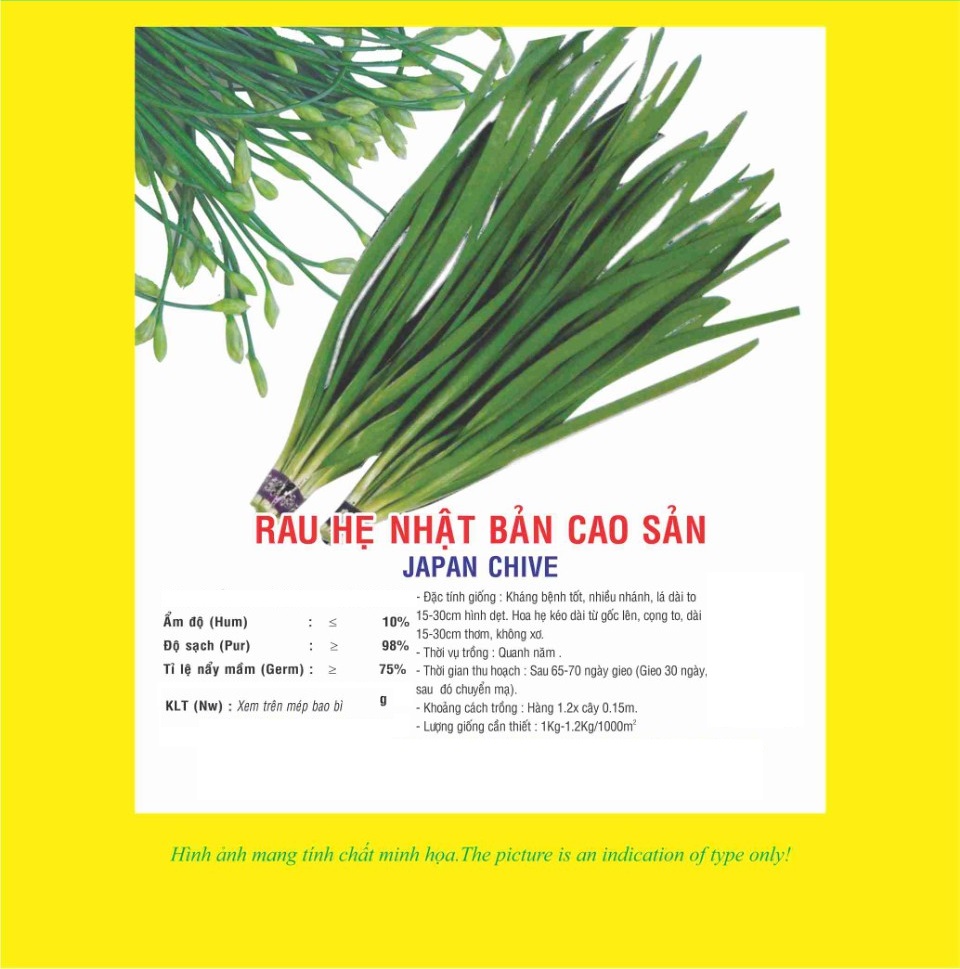 RAU HẸ NHẬT BẢN CAO SẢN
JAPAN CHIVE
Ẩm độ (Hum) : ≤ 10%
Độ sạch (Pur) : ≥ 98%
Tỉ lệ nẩy mầm (Germ) : ≥ 75%
KLT (Nw) : Xem trên mép bao bì g
- Đặc tính giống : Kháng bệnh tốt, nhiều nhánh, lá dài to
15-30cm hình dẹt. Hoa hẹ kéo dài từ gốc lên, cọng to, dài
15-30cm thơm, không xơ.
- Thời vụ trồng : Quanh năm .
- Thời gian thu hoạch : Sau 65-70 ngày gieo (Gieo 30 ngày,
sau đó chuyển mạ).
- Khoảng cách trồng : Hàng 1.2x cây 0.15m.
- Lượng giống cần thiết : 1Kg-1.2Kg/1000m²
Hình ảnh mang tính chất minh họa.The picture is an indication of type only!